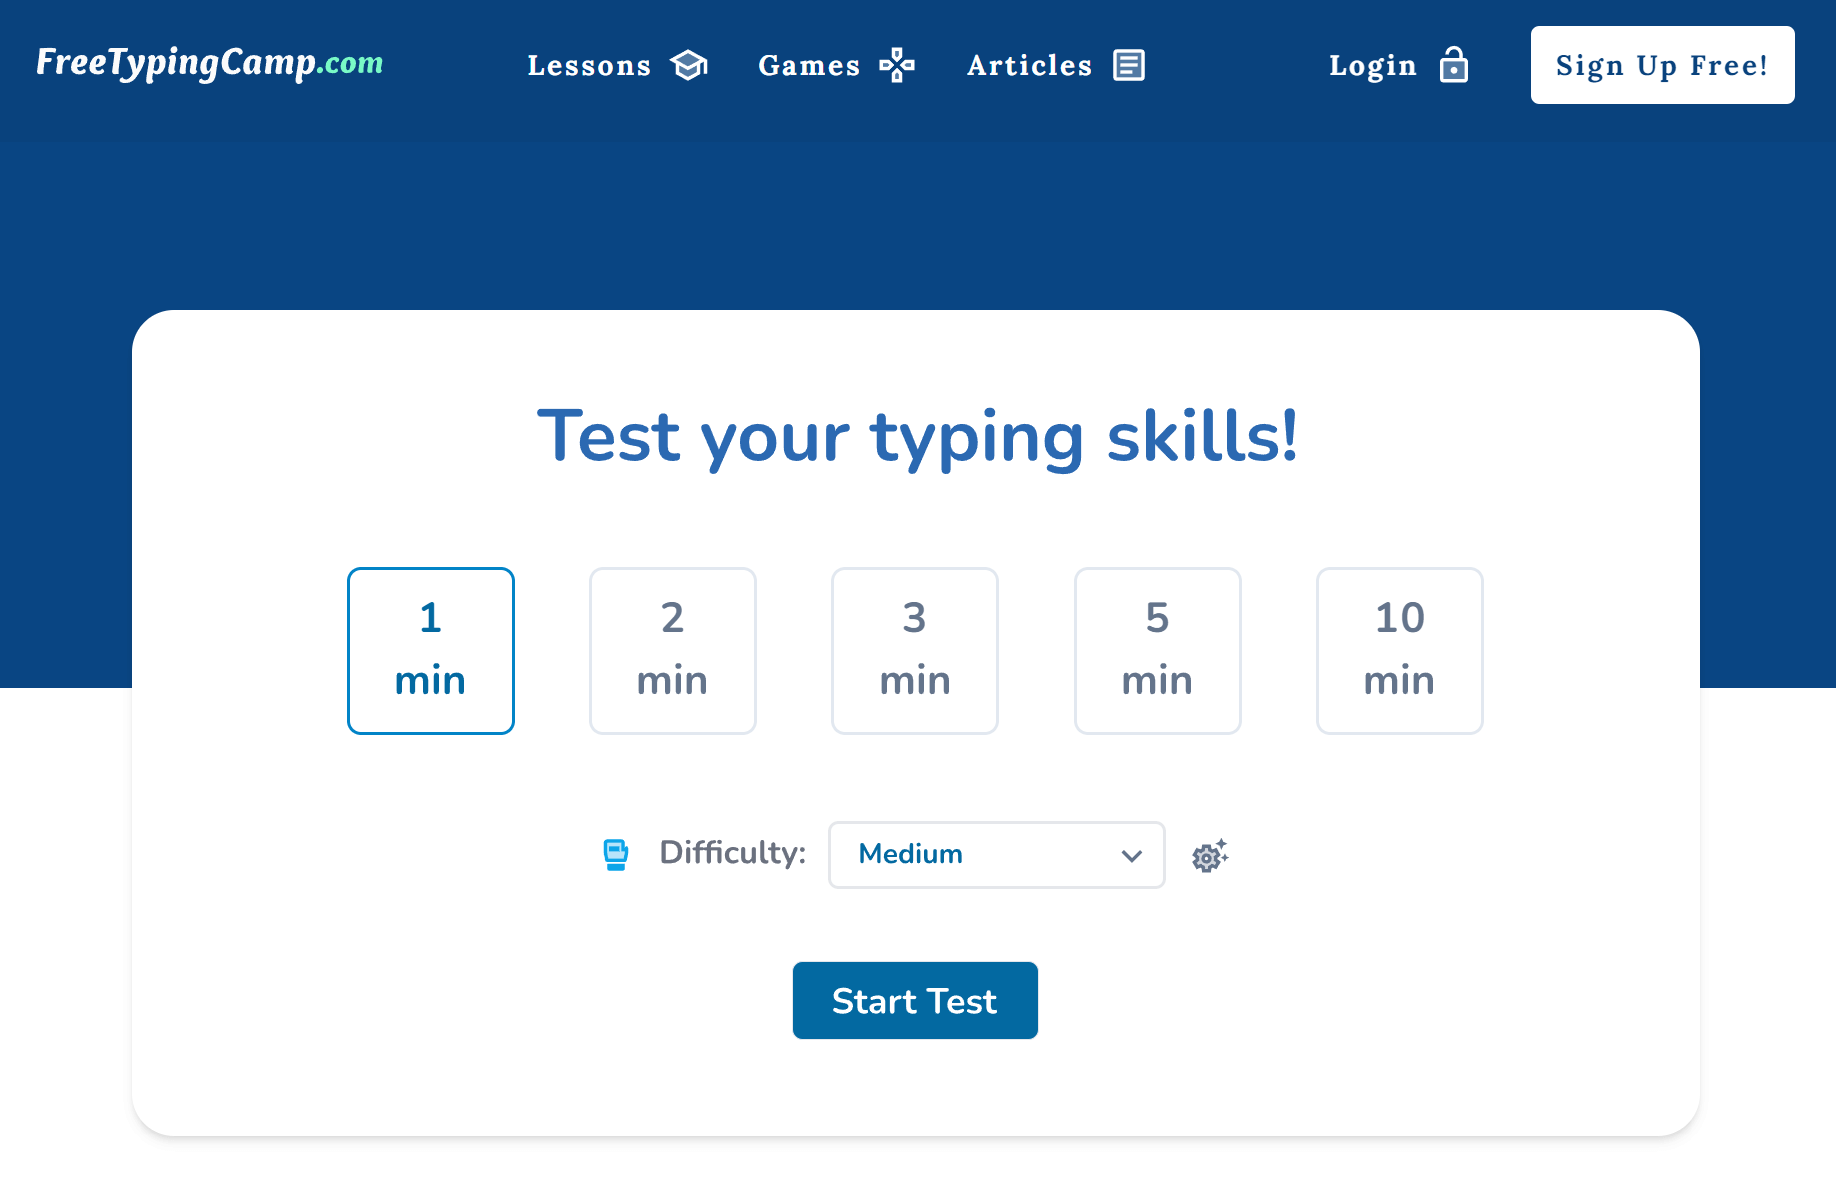 FreeTypingCamp.com
Lessons
Games
Articles
Login
Sign Up Free!
Test your typing skills!
1
min
2
min
3
min
5
min
10
min
Difficulty:
Medium
Start Test